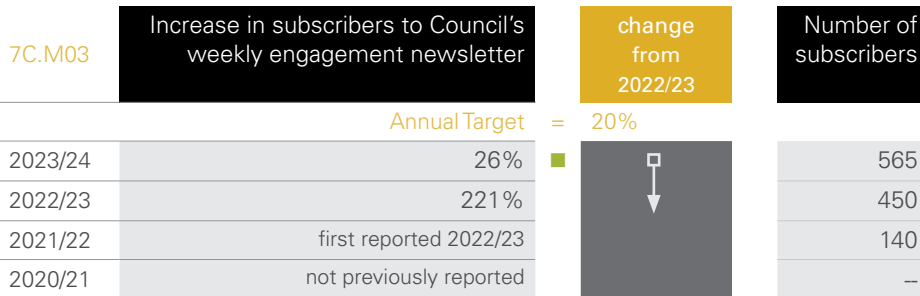 7C.M03 Increase in subscribers to Council's weekly engagement newsletter change from 2022/23 Number of subscribers
Annual Target = 20%
2023/24 26% 565
2022/23 221% 450
2021/22 first reported 2022/23 140
2020/21 not previously reported --